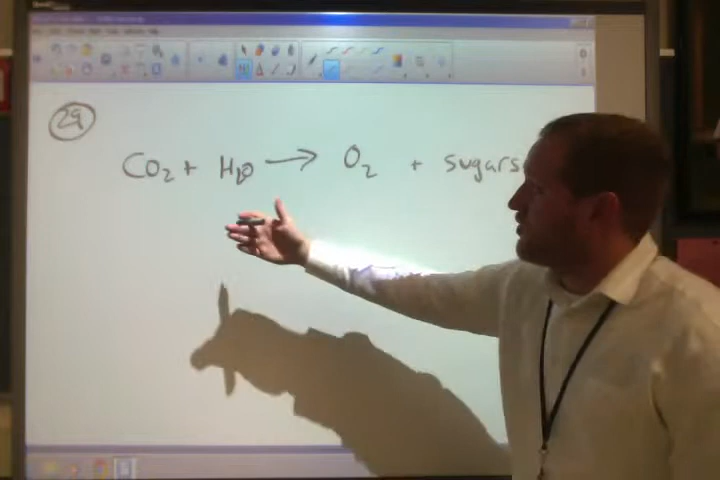 29
CO₂ + H₂O → O₂ + sugars